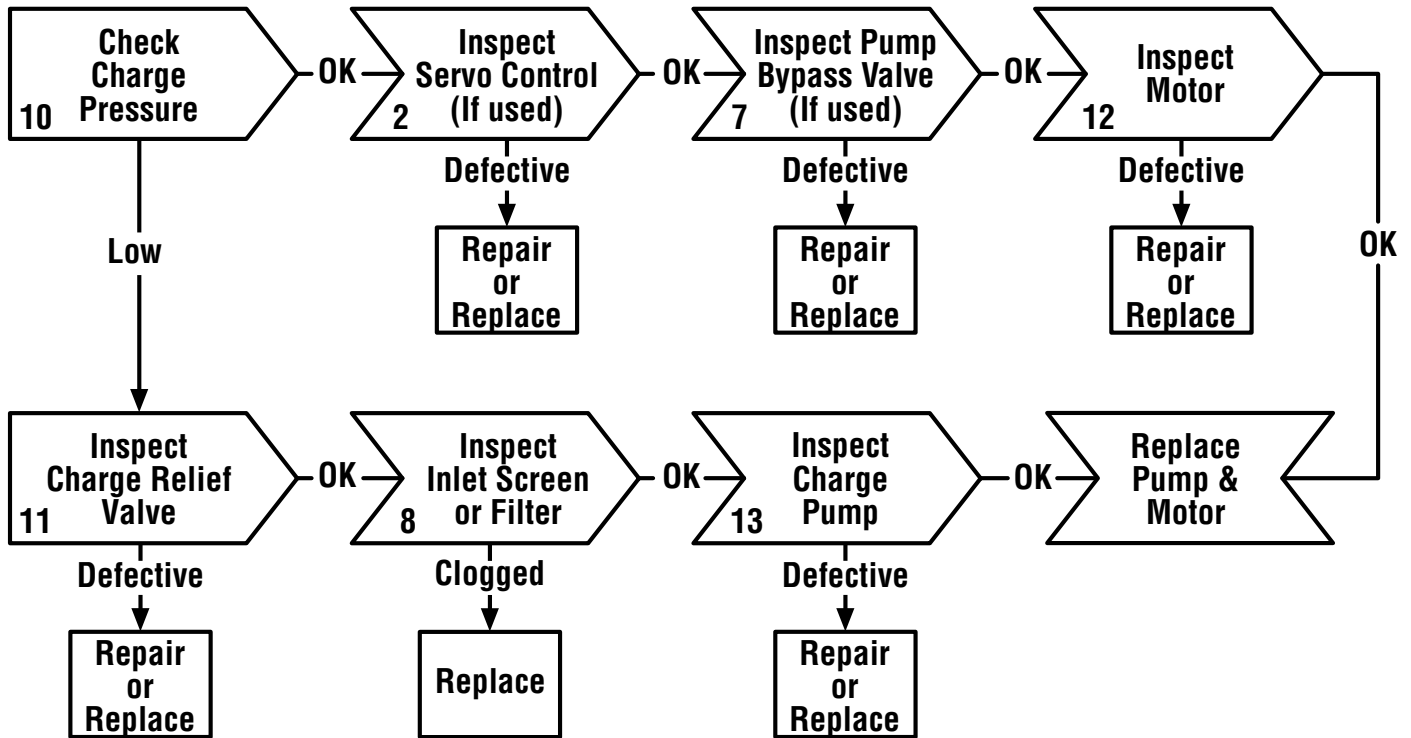 Check
Charge
Pressure
10
OK
Inspect
Servo Control
(If used)
2
OK
Inspect Pump
Bypass Valve
(If used)
7
OK
Inspect
Motor
12
Defective
Repair
or
Replace
Defective
Repair
or
Replace
Defective
Repair
or
Replace
OK
Low
Inspect
Charge Relief
Valve
11
OK
Inspect
Inlet Screen
or Filter
8
OK
Inspect
Charge
Pump
13
OK
Replace
Pump &
Motor
Defective
Repair
or
Replace
Clogged
Replace
Defective
Repair
or
Replace